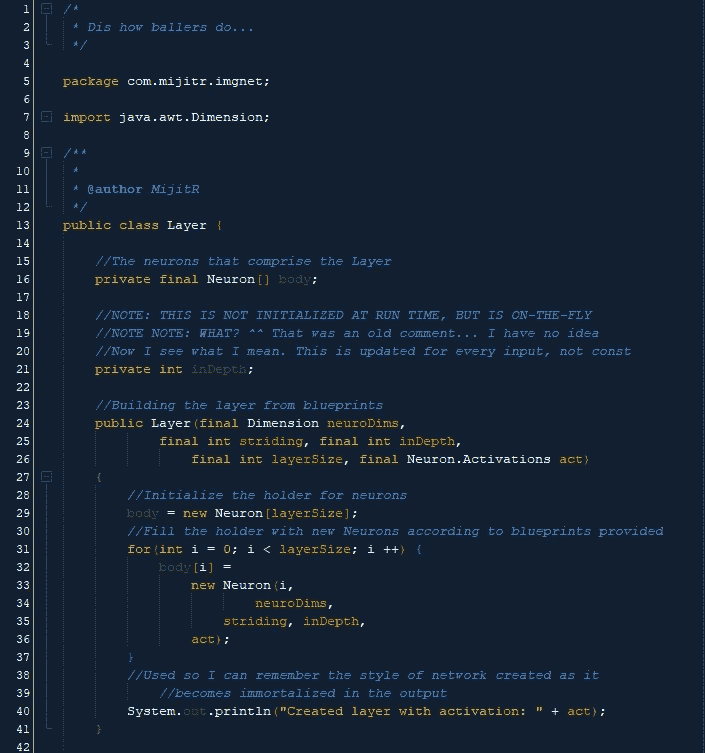 1 /*
2 * Dis how ballers do...
3 */
4
5 package com.mijitr.imgnet;
6
7 import java.awt.Dimension;
8
9 /**
10 *
11 * @author MijitR
12 */
13 public class Layer {
14
15 //The neurons that comprise the Layer
16 private final Neuron[] body;
17
18 //NOTE: THIS IS NOT INITIALIZED AT RUN TIME, BUT IS ON-THE-FLY
19 //NOTE NOTE: WHAT? ^^ That was an old comment... I have no idea
20 //Now I see what I mean. This is updated for every input, not const
21 private int inDepth;
22
23 //Building the layer from blueprints
24 public Layer(final Dimension neuroDims,
25 final int striding, final int inDepth,
26 final int layerSize, final Neuron.Activations act)
27 {
28 //Initialize the holder for neurons
29 body = new Neuron[layerSize];
30 //Fill the holder with new Neurons according to blueprints provided
31 for(int i = 0; i < layerSize; i ++) {
32 body[i] =
33 new Neuron(i,
34 neuroDims,
35 striding, inDepth,
36 act);
37 }
38 //Used so I can remember the style of network created as it
39 //becomes immortalized in the output
40 System.out.println("Created layer with activation: " + act);
41 }
42